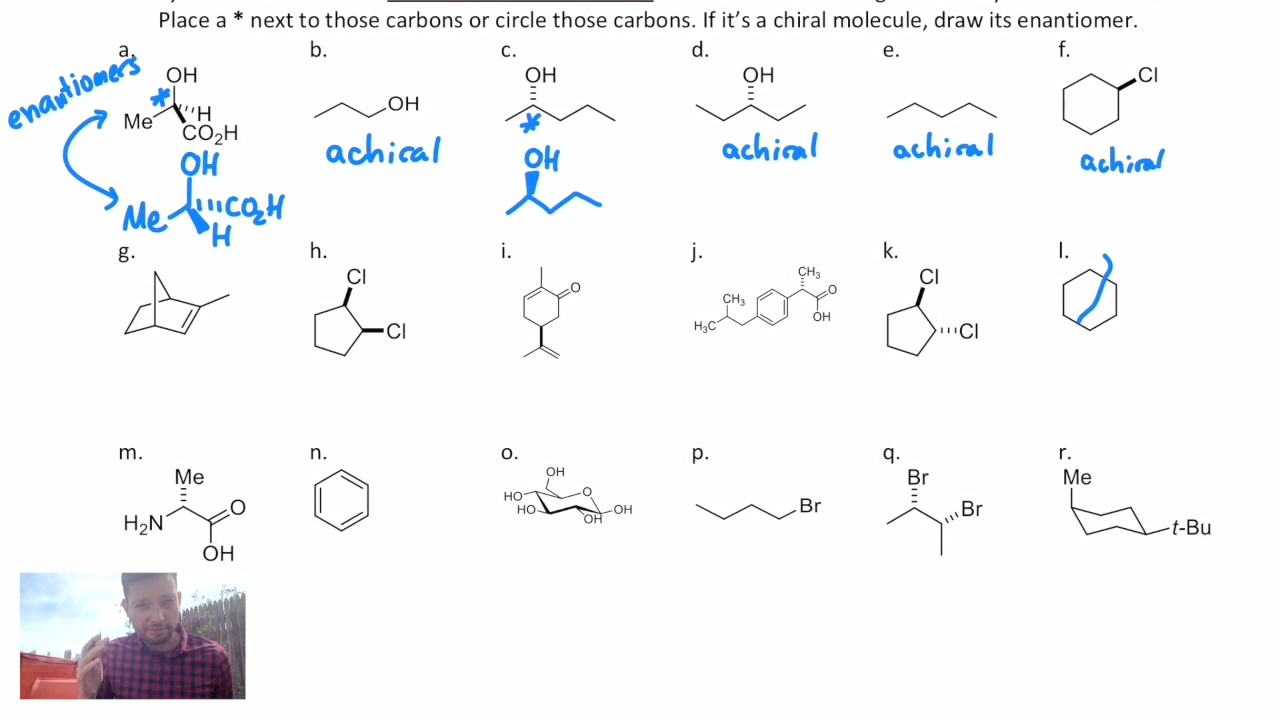 Place a * next to those carbons or circle those carbons. If it's a chiral molecule, draw its enantiomer.
a. b. c. d. e. f.
enantiomers
OH
* H
Me CO₂H
OH
Me CO₂H
H
OH
achiral
OH
*
OH
OH
achiral
achiral
Cl
achiral
g. h. i. j. k. l.
Cl
Cl
O
CH₃
CH₃ O
H₃C OH
Cl
Cl
m. n. o. p. q. r.
Me
H₂N O
OH
OH
HO O
HO OH OH
Br
Br
Br
Me
t-Bu